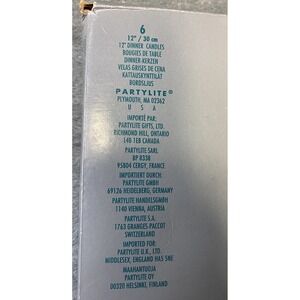 6
12" / 30 cm
12" DINNER CANDLES
BOUGIES DE TABLE
DINNER-KERZEN
VELAS GRISES DE CENA
KATTAUSKYNTTILÄT
BORDSLJUS
PARTYLITE®
PLYMOUTH, MA 02362
U S A
IMPORTÉ PAR:
PARTYLITE GIFTS, LTD.
RICHMOND HILL, ONTARIO
CANADA
PARTYLITE SARL
BP 8338
95804 CERGY, FRANCE.
IMPORTIERT DURCH:
PARTYLITE GMBH
69126 HEIDELBERG, GERMANY
PARTYLITE HANDELSGMBH
1140 VIENNA, AUSTRIA
PARTYLITE S.A.
1763 GRANGES-PACCOT
SWITZERLAND
IMPORTED FOR:
PARTYLITE U.K., LTD.
MIDDLESEX, ENGLAND HA5 5NE
MAAHANTUOJA
PARTYLITE OY
00320 HELSINKI, FINLAND